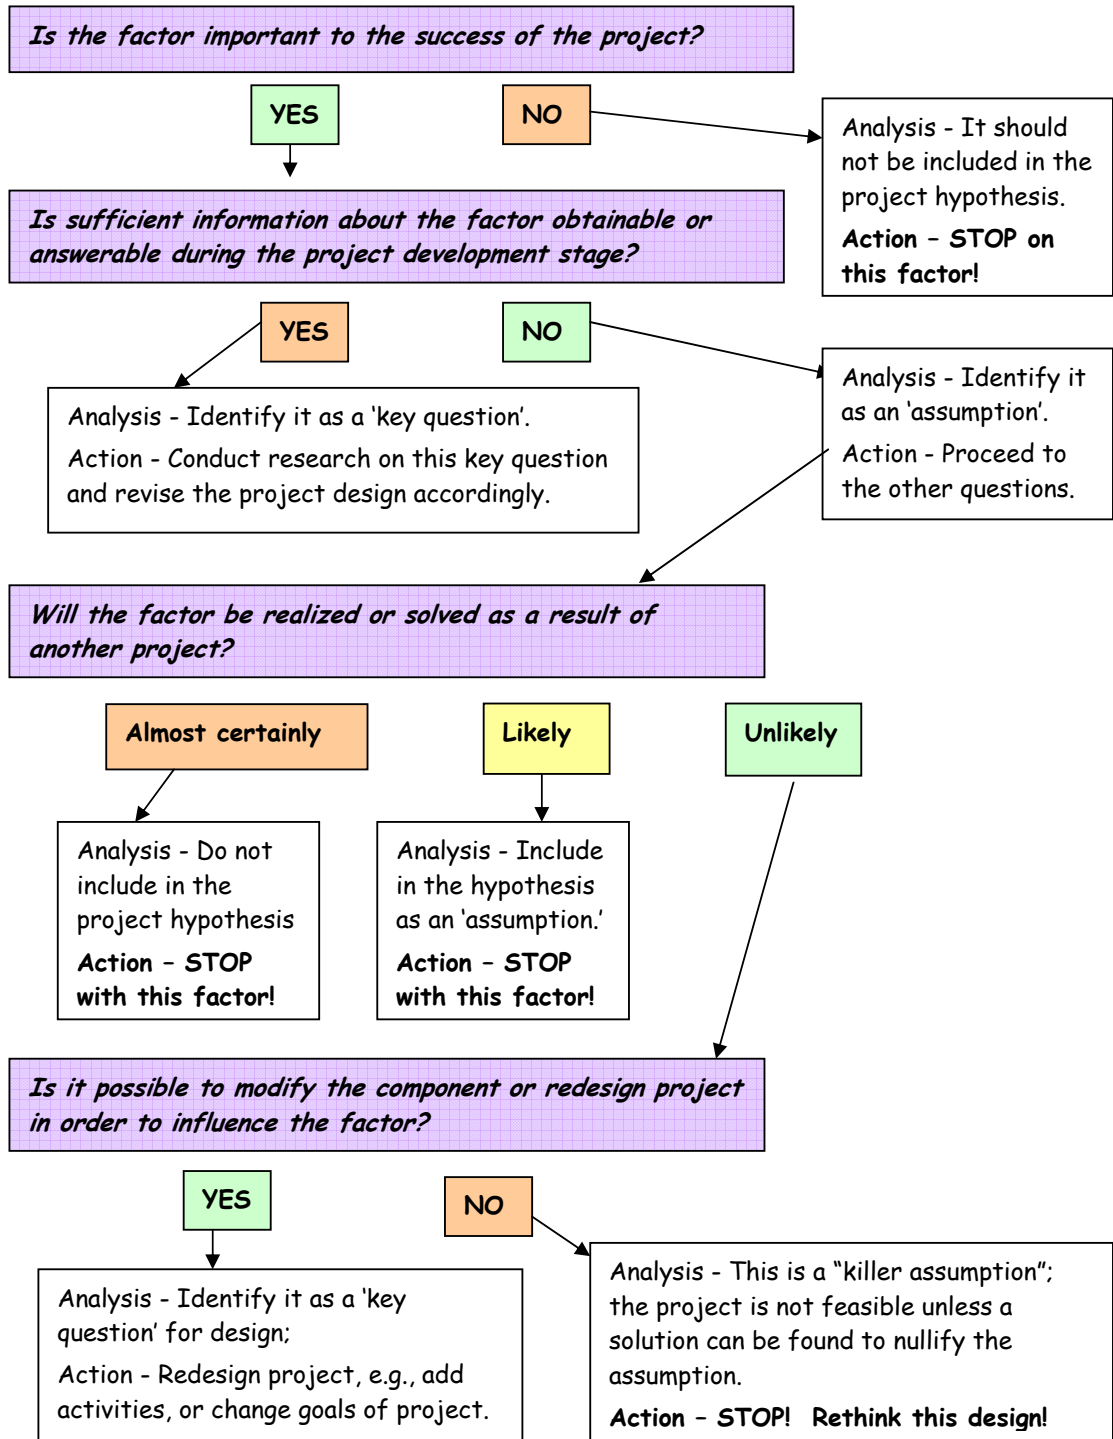 Is the factor important to the success of the project?
YES
NO
Analysis - It should
not be included in the
project hypothesis.
Action – STOP on
this factor!
Is sufficient information about the factor obtainable or
answerable during the project development stage?
YES
NO
Analysis - Identify it as a ‘key question’.
Action - Conduct research on this key question
and revise the project design accordingly.
Analysis - Identify it
as an ‘assumption’.
Action - Proceed to
the other questions.
Will the factor be realized or solved as a result of
another project?
Almost certainly
Likely
Unlikely
Analysis - Do not
include in the
project hypothesis
Action – STOP
with this factor!
Analysis - Include
in the hypothesis
as an ‘assumption.’
Action – STOP
with this factor!
Is it possible to modify the component or redesign project
in order to influence the factor?
YES
NO
Analysis - Identify it as a ‘key
question’ for design;
Action - Redesign project, e.g., add
activities, or change goals of project.
Analysis - This is a “killer assumption”;
the project is not feasible unless a
solution can be found to nullify the
assumption.
Action – STOP!  Rethink this design!